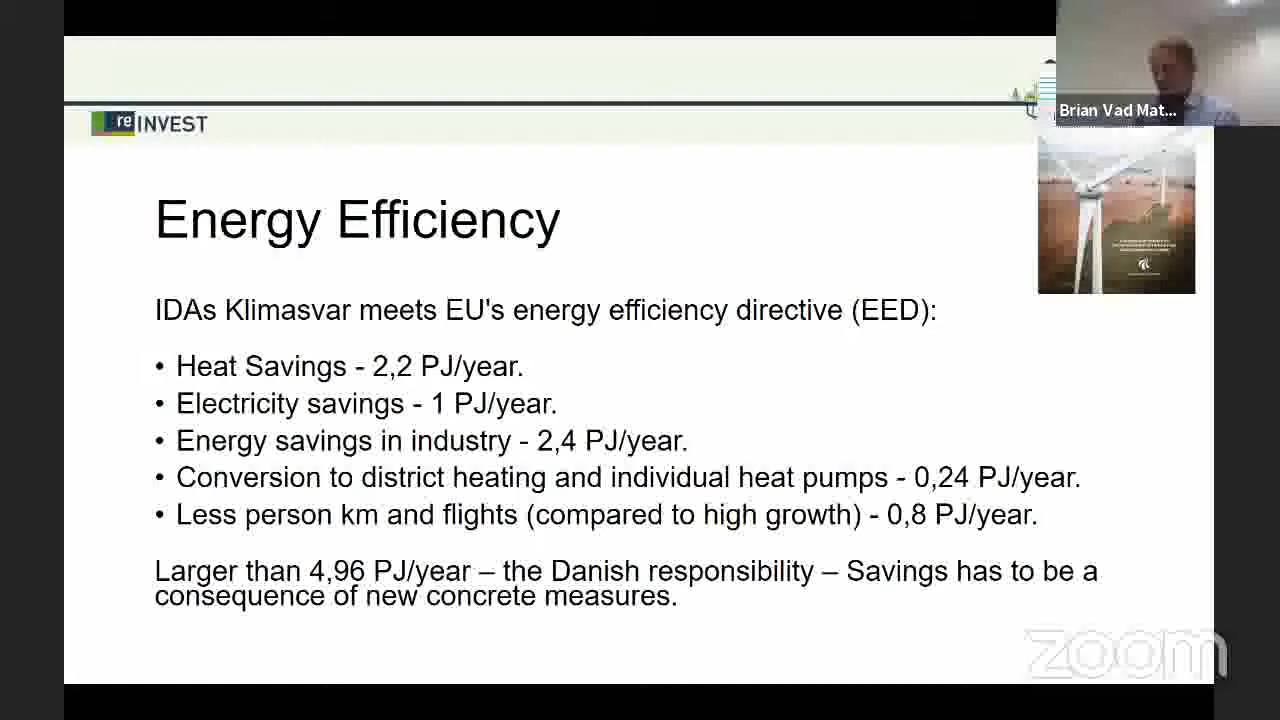 Brian Vad Mat...
re INVEST
Energy Efficiency
IDAs Klimasvar meets EU's energy efficiency directive (EED):
• Heat Savings - 2,2 PJ/year.
• Electricity savings - 1 PJ/year.
• Energy savings in industry - 2,4 PJ/year.
• Conversion to district heating and individual heat pumps - 0,24 PJ/year.
• Less person km and flights (compared to high growth) - 0,8 PJ/year.
Larger than 4,96 PJ/year – the Danish responsibility – Savings has to be a
consequence of new concrete measures.
zoom